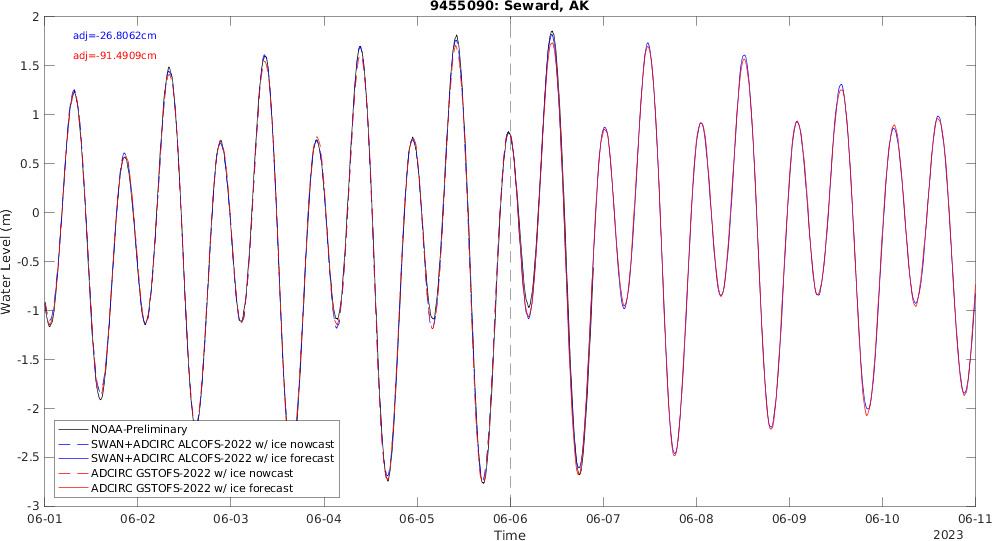 9455090: Seward, AK
adj=-26.8062cm
adj=-91.4909cm
Water Level (m)
2
1.5
1
0.5
0
-0.5
-1
-1.5
-2
-2.5
-3
NOAA-Preliminary
SWAN+ADCIRC ALCOFS-2022 w/ ice nowcast
SWAN+ADCIRC ALCOFS-2022 w/ ice forecast
ADCIRC GSTOFS-2022 w/ ice nowcast
ADCIRC GSTOFS-2022 w/ ice forecast
06-01 06-02 06-03 06-04 06-05 06-06 06-07 06-08 06-09 06-10 06-11
Time
2023